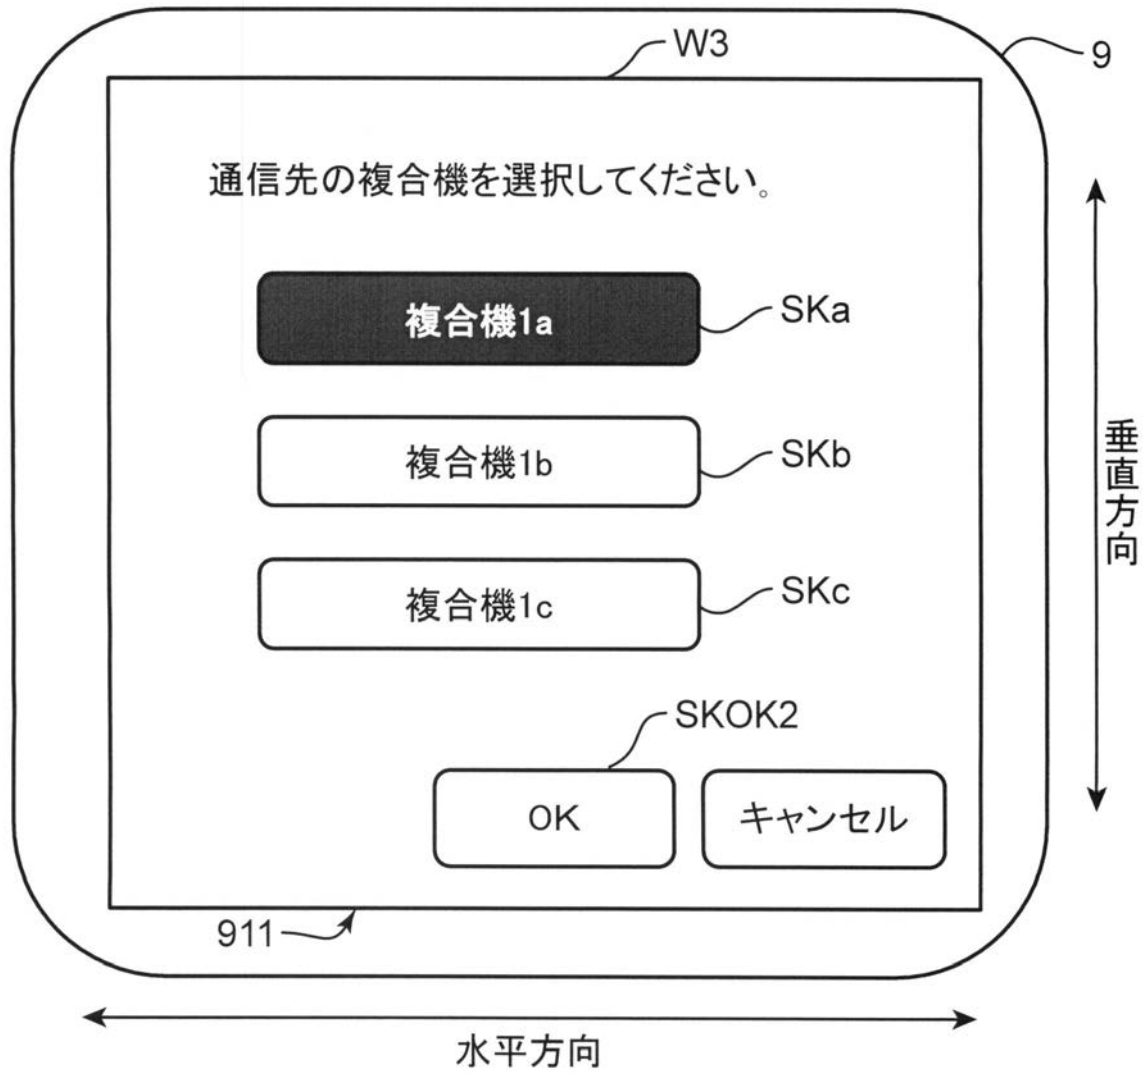 W3
9
通信先の複合機を選択してください。
複合機1a
SKa
複合機1b
SKb
複合機1c
SKc
垂直方向
SKOK2
OK
キャンセル
911
水平方向